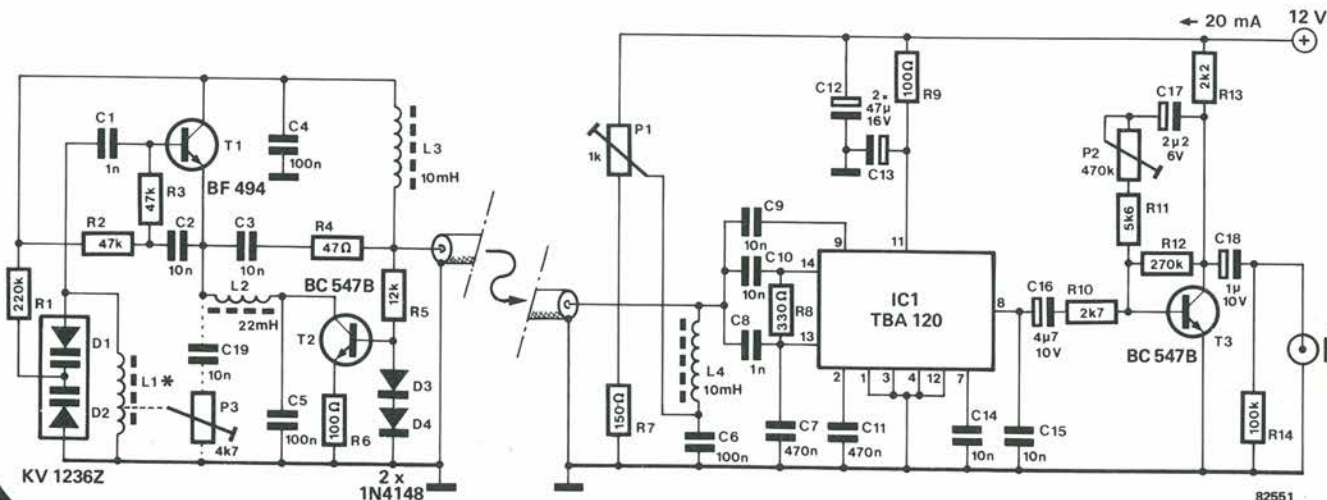 ← 20 mA
12 V
C1
1n
T1
BF 494
R3
47k
C4
100n
L3
10mH
R2
47k
C2
10n
C3
10n
R4
47Ω
R1
220k
L2
22mH
BC 547B
T2
R5
12k
D1
D2
L1*
C19
10n
P3
4k7
C5
100n
100Ω
R6
D3
D4
KV 1236Z
2 x
1N4148
P1
1k
R7
150Ω
C12
2x
47µ
16V
C13
100Ω
R9
C9
10n
C10
10n
330Ω
R8
C8
1n
L4
10mH
C6
100n
C7
470n
C11
470n
9
11
14
13
8
2
1
3
4
12
7
IC1
TBA 120
C14
10n
C15
10n
C16
4µ7
10V
R10
2k7
P2
470k
C17
2µ2
6V
2k2
R13
R11
5k6
R12
270k
C18
1µ
10V
BC 547B
T3
100k
R14
82551